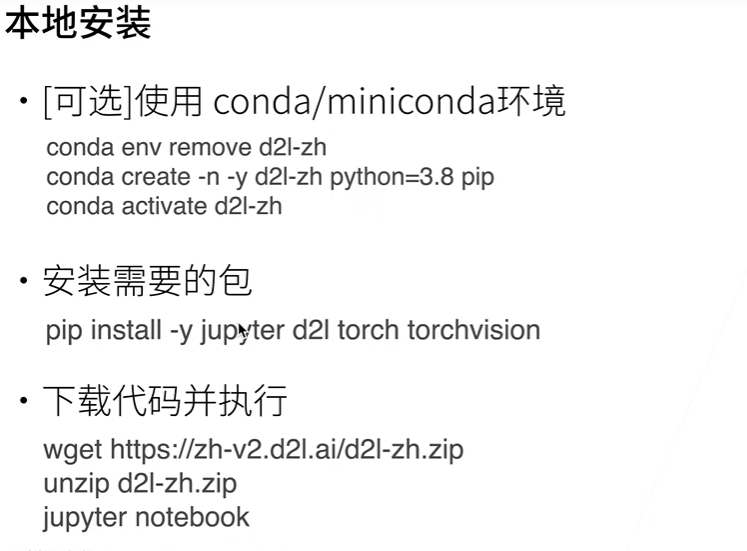 本地安装
• [可选]使用 conda/miniconda环境
conda env remove d2l-zh
conda create -n -y d2l-zh python=3.8 pip
conda activate d2l-zh
• 安装需要的包
pip install -y jupyter d2l torch torchvision
• 下载代码并执行
wget https://zh-v2.d2l.ai/d2l-zh.zip
unzip d2l-zh.zip
jupyter notebook